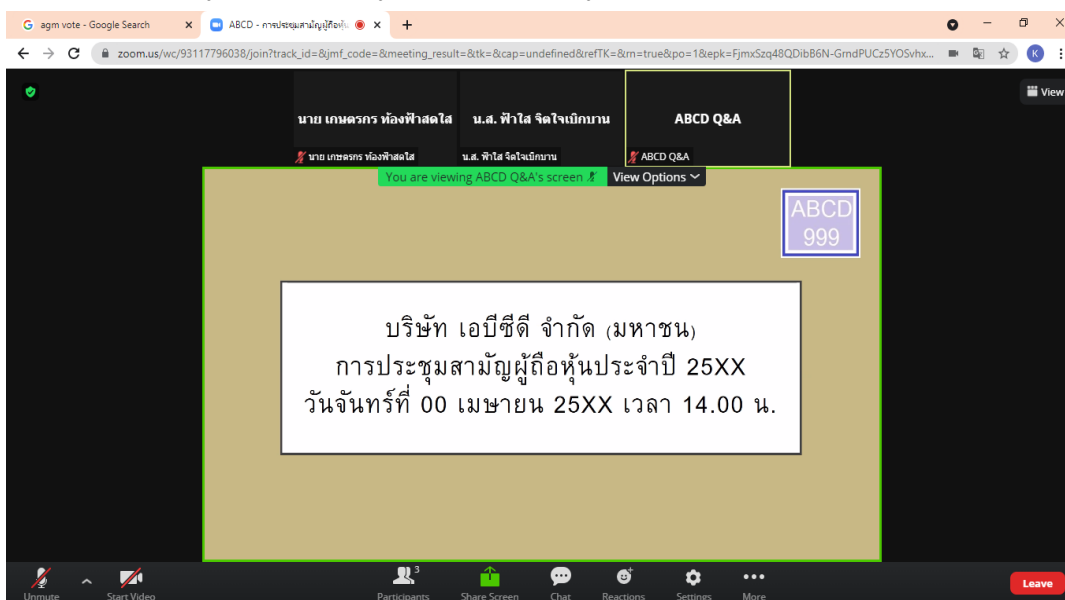 agm vote - Google Search
ABCD - การประชุมสามัญผู้ถือหุ้น
zoom.us/wc/93117796038/join?track_id=&jmf_code=&meeting_result=&tk=&cap=undefined&refTK=&rn=true&po=1&epk=FjmxSzq48QDibB6N-GrndPUCz5YOSvhx...
K
View
นาย เกษตรกร ท้องฟ้าสดใส
น.ส. ฟ้าใส จิตใจเบิกบาน
ABCD Q&A
นาย เกษตรกร ท้องฟ้าสดใส
น.ส. ฟ้าใส จิตใจเบิกบาน
ABCD Q&A
You are viewing ABCD Q&A's screen
View Options
ABCD
999
บริษัท เอบีซีดี จำกัด (มหาชน)
การประชุมสามัญผู้ถือหุ้นประจำปี 25XX
วันจันทร์ที่ 00 เมษายน 25XX เวลา 14.00 น.
Unmute
Start Video
3
Participants
Share Screen
Chat
Reactions
Settings
More
Leave